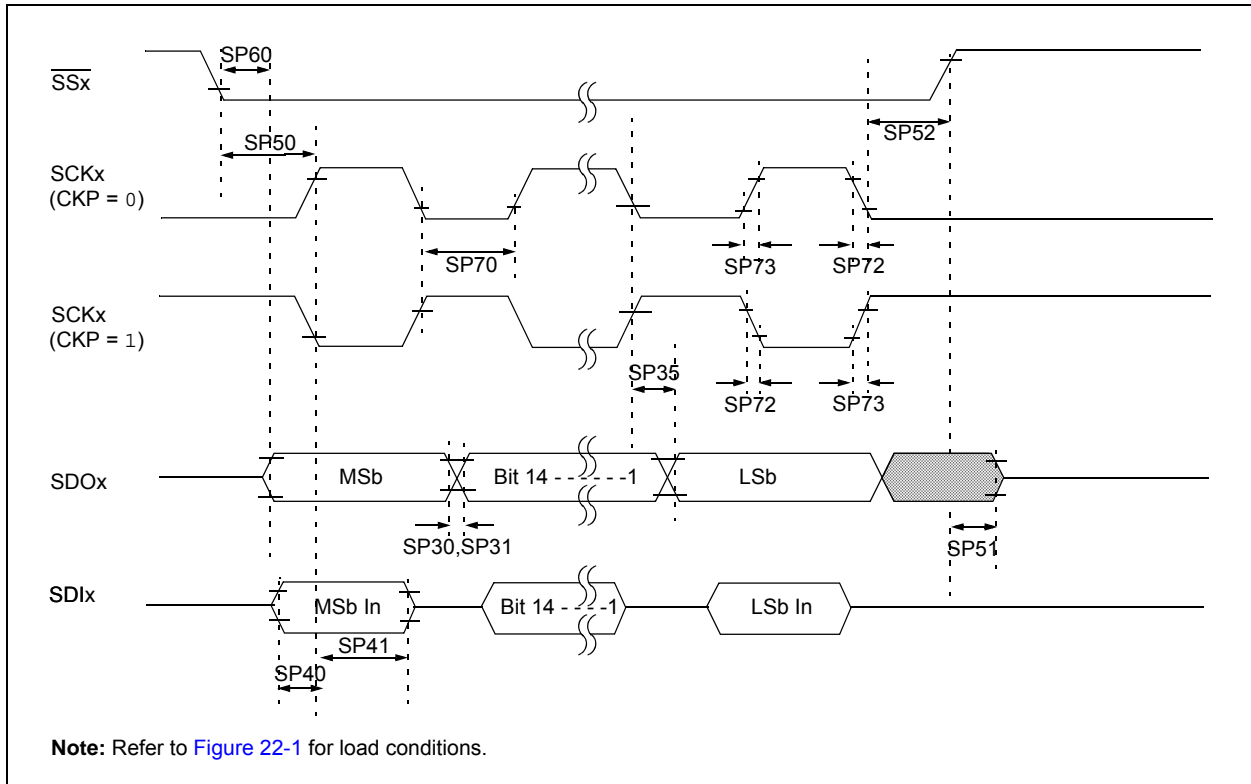 SP60
SSx
SP50
SP52
SCKx
(CKP = 0)
SP70
SP73
SP72
SCKx
(CKP = 1)
SP35
SP72
SP73
SDOx
MSb
Bit 14 - - - - - -1
LSb
SP30,SP31
SP51
SDIx
MSb In
Bit 14 - - - -1
LSb In
SP41
SP40
Note: Refer to Figure 22-1 for load conditions.